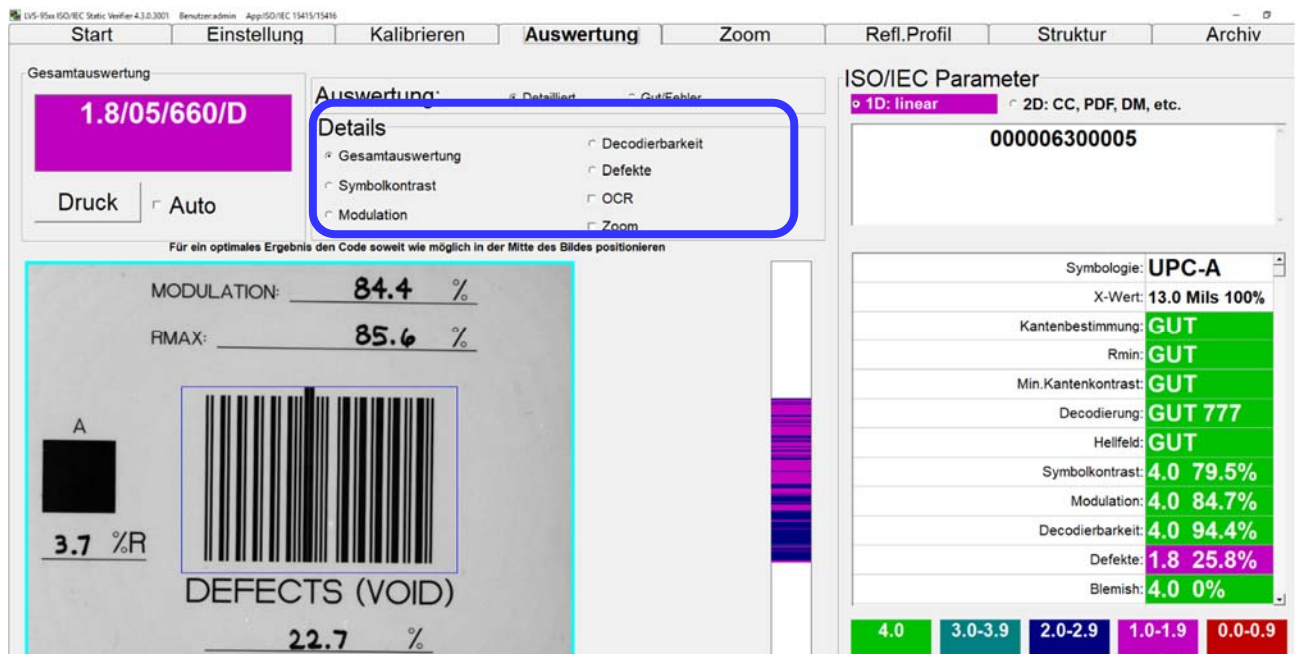 LVS-95xx ISO/IEC Static Verifier 4.3.0.3001 Benutzer:admin App:ISO/IEC 15415/15416
Start Einstellung Kalibrieren Auswertung Zoom Refl.Profil Struktur Archiv
Gesamtauswertung
1.8/05/660/D
Druck
Auto
Auswertung:
Detailliert
Gut/Fehler
Details
Gesamtauswertung
Symbolkontrast
Modulation
Decodierbarkeit
Defekte
OCR
Zoom
Für ein optimales Ergebnis den Code soweit wie möglich in der Mitte des Bildes positionieren
MODULATION: 84.4 %
RMAX: 85.6 %
A
3.7 %R
DEFECTS (VOID)
22.7 %
ISO/IEC Parameter
1D: linear
2D: CC, PDF, DM, etc.
000006300005
Symbologie: UPC-A
X-Wert: 13.0 Mils 100%
Kantenbestimmung: GUT
Rmin: GUT
Min.Kantenkontrast: GUT
Decodierung: GUT 777
Hellfeld: GUT
Symbolkontrast: 4.0 79.5%
Modulation: 4.0 84.7%
Decodierbarkeit: 4.0 94.4%
Defekte: 1.8 25.8%
Blemish: 4.0 0%
4.0 3.0-3.9 2.0-2.9 1.0-1.9 0.0-0.9